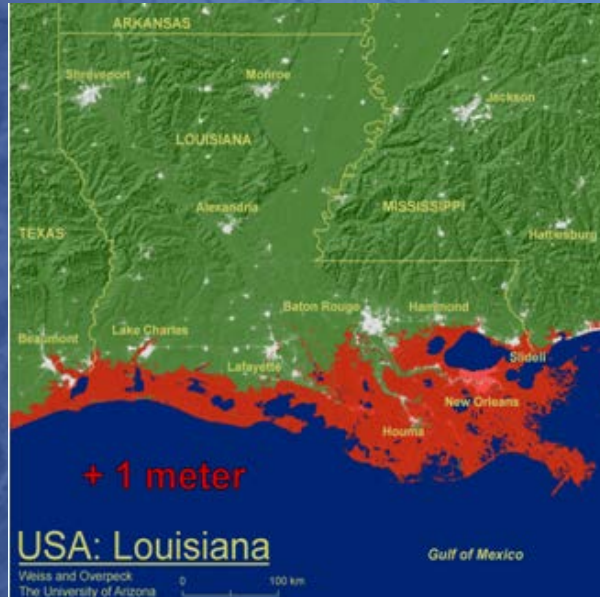 ARKANSAS
Shreveport
Monroe
Jackson
LOUISIANA
Alexandria
MISSISSIPPI
TEXAS
Hattiesburg
Baton Rouge
Hammond
Beaumont
Lake Charles
Slidell
Lafayette
New Orleans
Houma
+ 1 meter
USA: Louisiana
Gulf of Mexico
Weiss and Overpeck
The University of Arizona
0 100 km